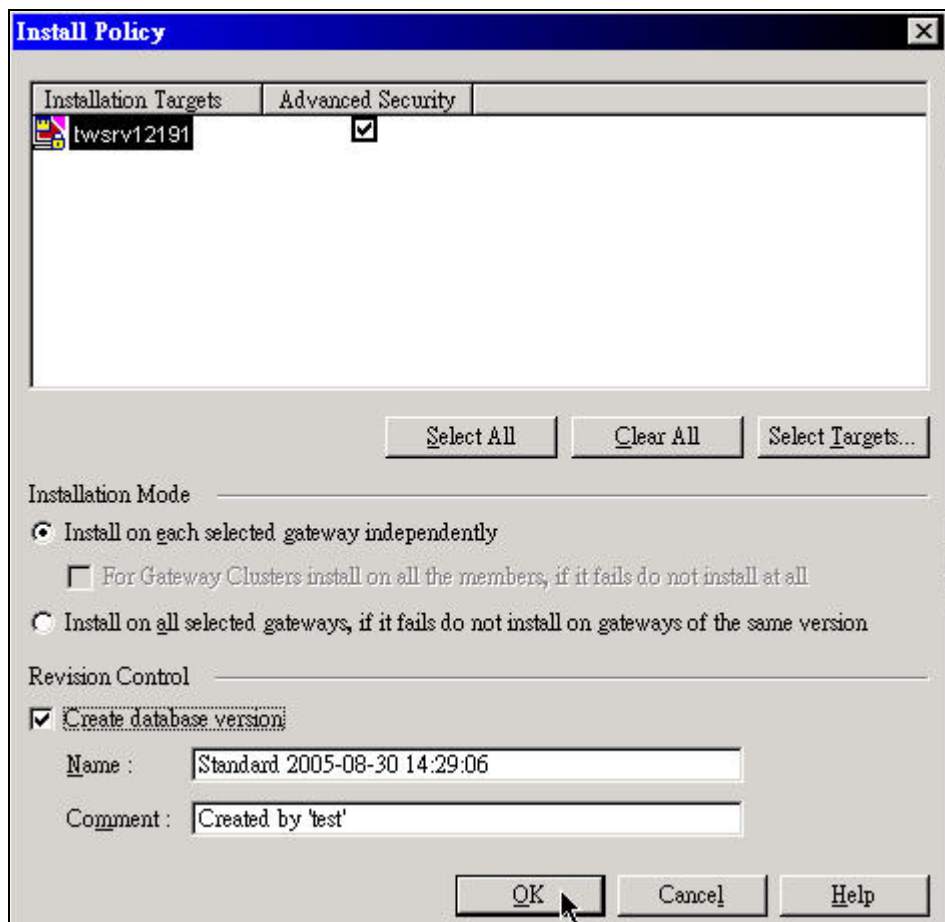 Install Policy
Installation Targets Advanced Security
twsrv12191
Select All Clear All Select Targets...
Installation Mode
Install on each selected gateway independently
For Gateway Clusters install on all the members, if it fails do not install at all
Install on all selected gateways, if it fails do not install on gateways of the same version
Revision Control
Create database version
Name : Standard 2005-08-30 14:29:06
Comment : Created by 'test'
OK Cancel Help